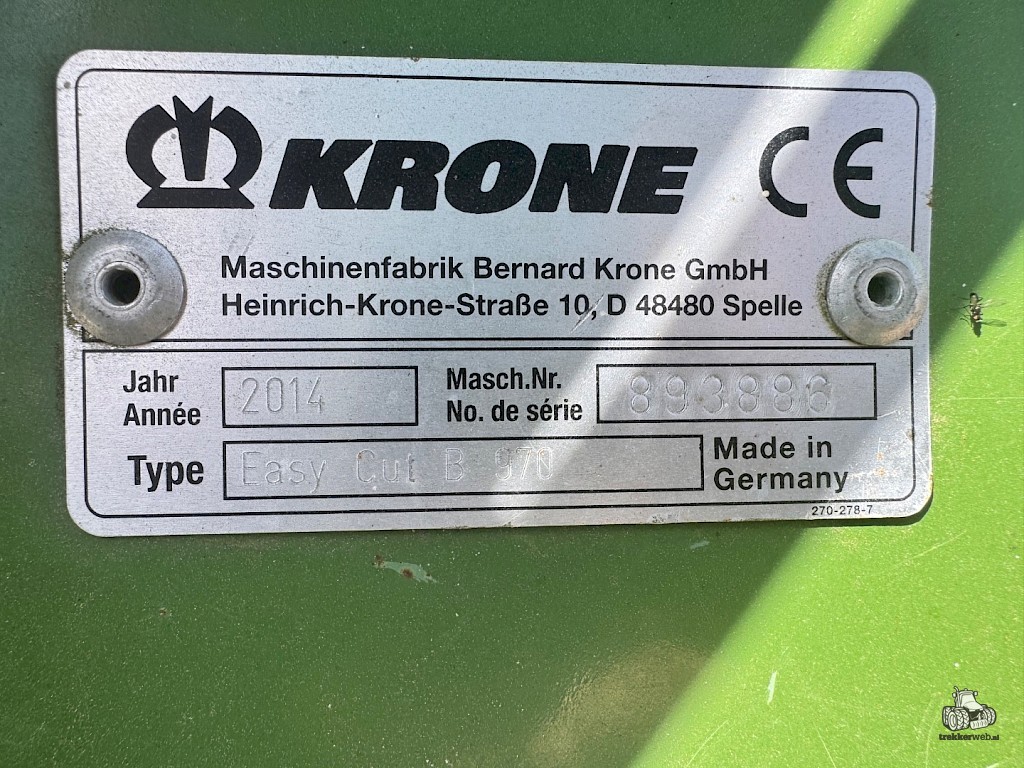 KRONE CE
Maschinenfabrik Bernard Krone GmbH
Heinrich-Krone-Straße 10, D 48480 Spelle
Jahr
Année
2014
Masch.Nr.
No. de série
893886
Type
Easy Cut B 970
Made in
Germany
270-278-7
trekkerweb.nl